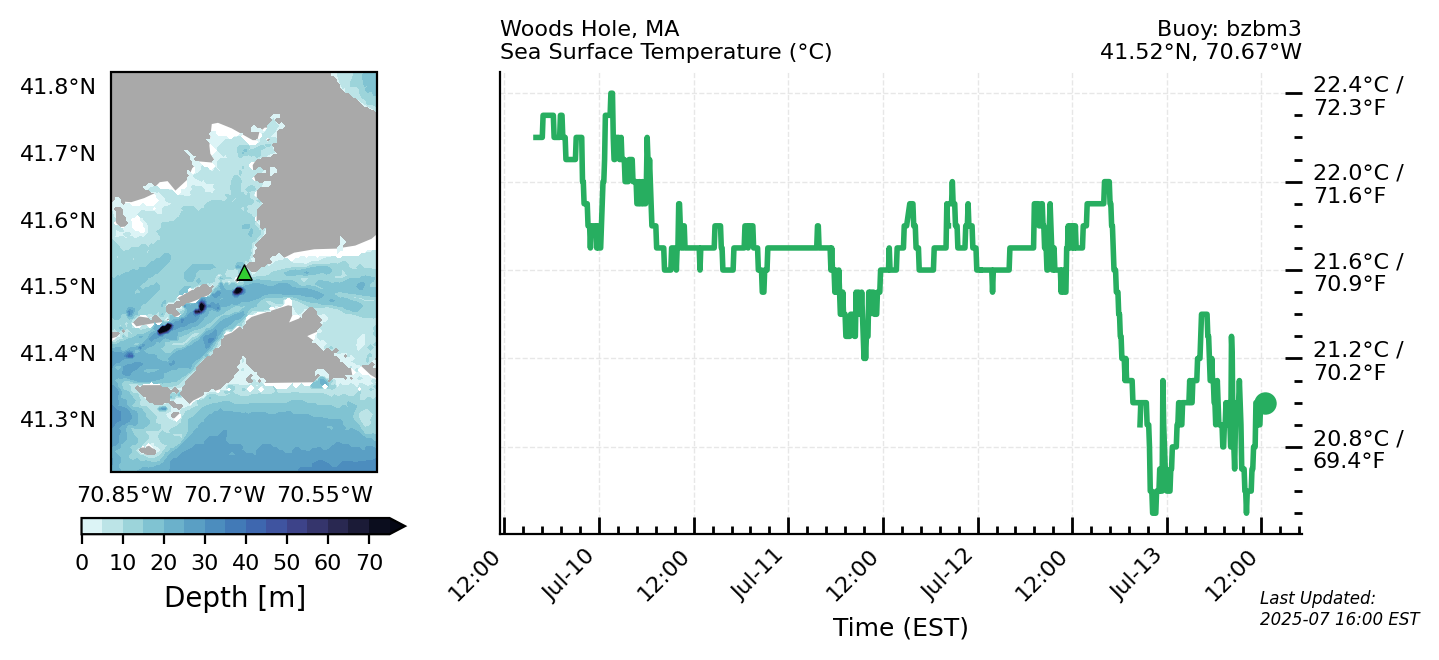 Woods Hole, MA
Sea Surface Temperature (°C)
Buoy: bzbm3
41.52°N, 70.67°W
41.8°N
41.7°N
41.6°N
41.5°N
41.4°N
41.3°N
70.85°W 70.7°W 70.55°W
0 10 20 30 40 50 60 70
Depth [m]
22.4°C /
72.3°F
22.0°C /
71.6°F
21.6°C /
70.9°F
21.2°C /
70.2°F
20.8°C /
69.4°F
12:00 Jul-10 12:00 Jul-11 12:00 Jul-12 12:00 Jul-13 12:00
Time (EST)
Last Updated:
2025-07 16:00 EST